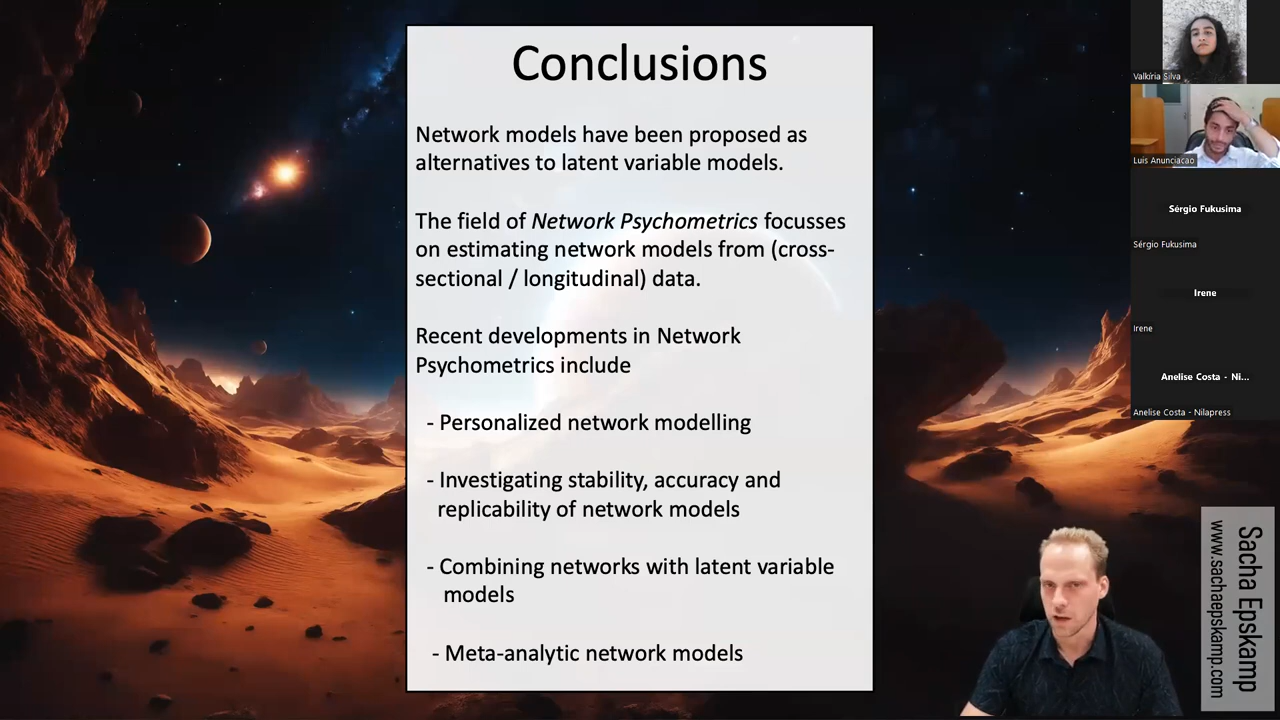 Conclusions
Network models have been proposed as
alternatives to latent variable models.
The field of Network Psychometrics focusses
on estimating network models from (cross-
sectional / longitudinal) data.
Recent developments in Network
Psychometrics include
- Personalized network modelling
- Investigating stability, accuracy and
replicability of network models
- Combining networks with latent variable
models
- Meta-analytic network models
Valkíria Silva
Luis Anunciacao
Sérgio Fukusima
Sérgio Fukusima
Irene
Irene
Anelise Costa - Ni...
Anelise Costa - Nilapress
Sacha Epskamp
www.sachaepskamp.com